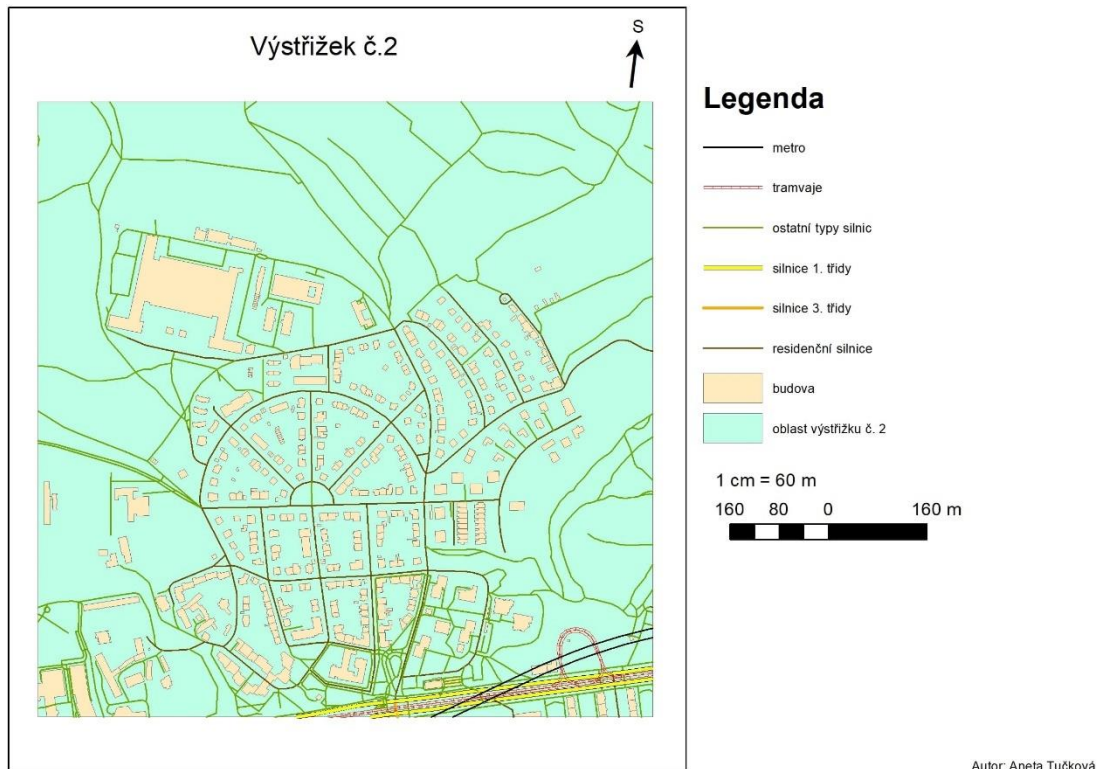 Výstřižek č.2
S
Legenda
metro
tramvaje
ostatní typy silnic
silnice 1. třídy
silnice 3. třídy
residenční silnice
budova
oblast výstřižku č. 2
1 cm = 60 m
160 80 0 160 m
Autor: Aneta Tučková